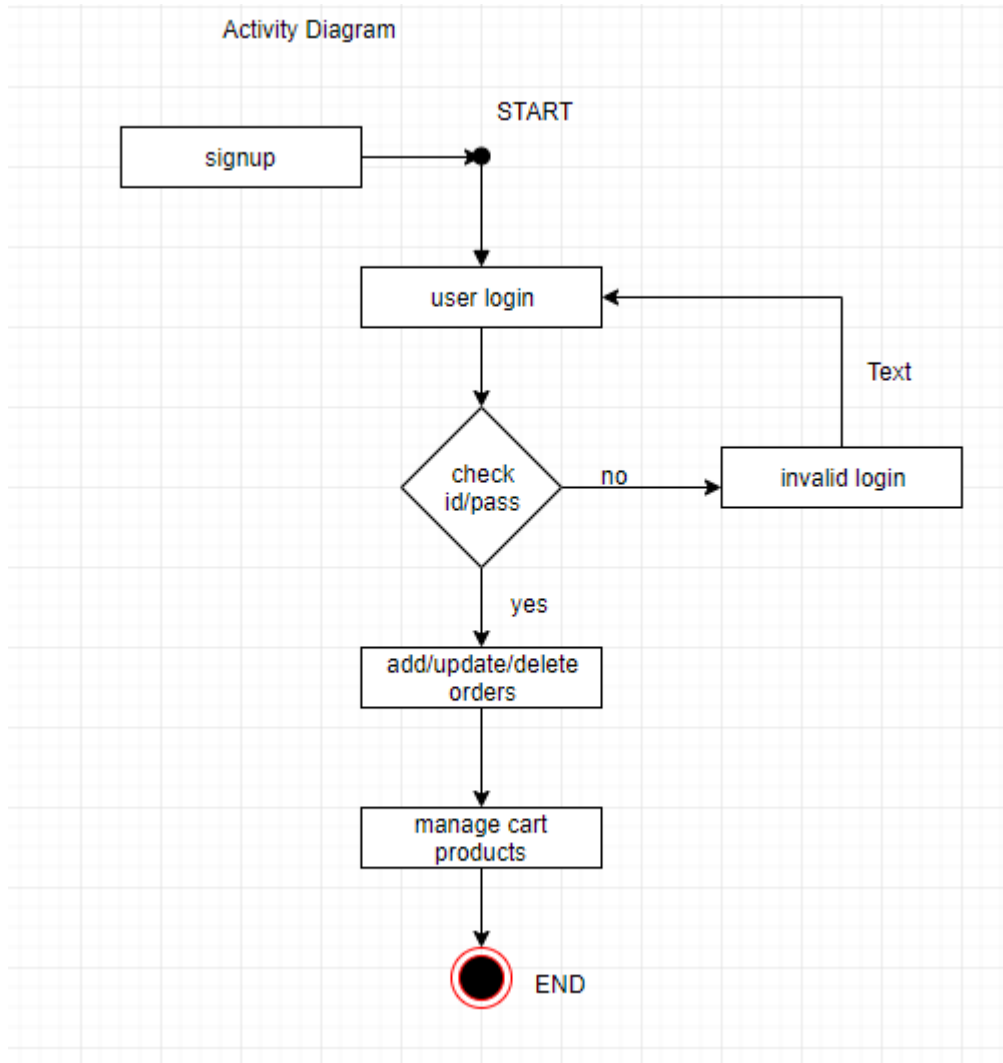 Activity Diagram
START
signup
user login
Text
check
id/pass
no
invalid login
yes
add/update/delete
orders
manage cart
products
END